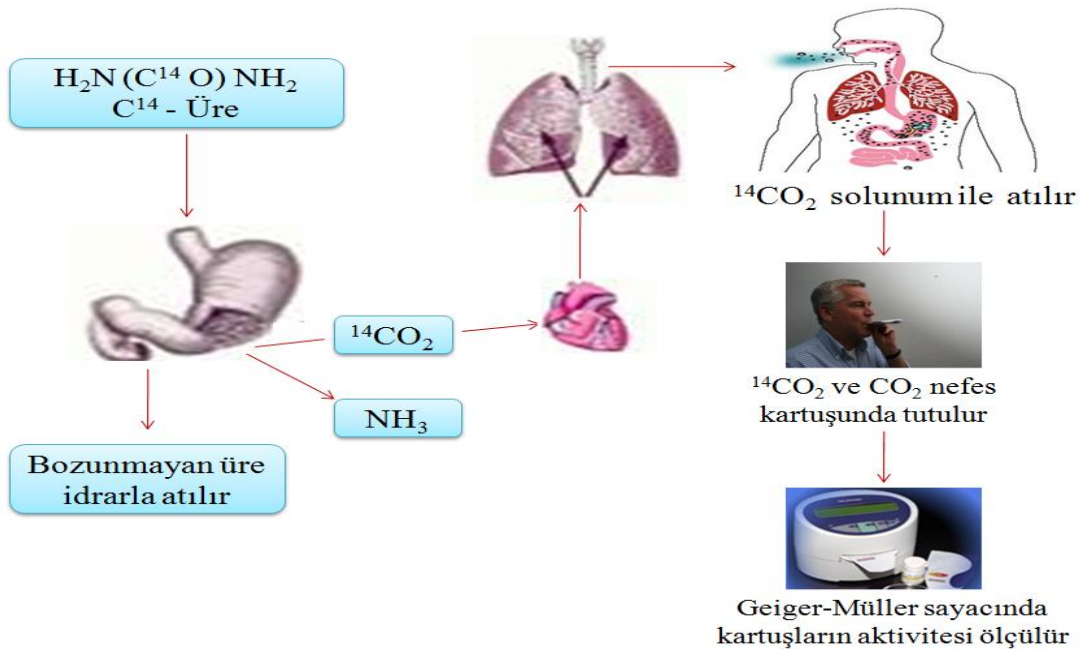 H₂N (C¹⁴ O) NH₂
C¹⁴ - Üre
¹⁴CO₂
NH₃
Bozunmayan üre
idrarla atılır
¹⁴CO₂ solunum ile atılır
¹⁴CO₂ ve CO₂ nefes
kartuşunda tutulur
Geiger-Müller sayacında
kartuşların aktivitesi ölçülür